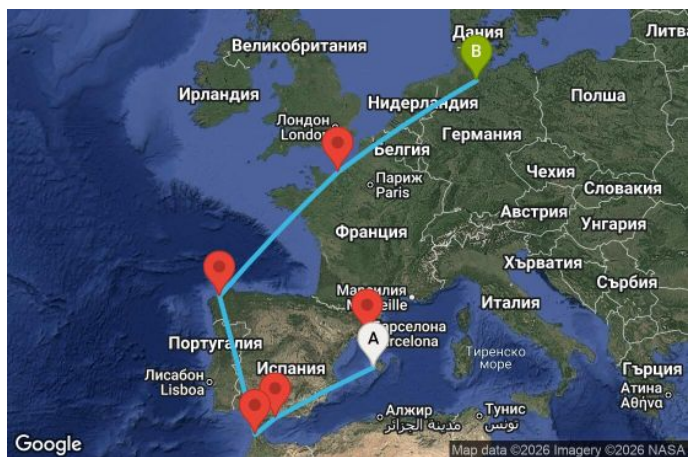 Дания
Литва
Великобритания
B
Ирландия
Нидерландия
Полша
Лондон
London
Германия
Белгия
Париж
Paris
Чехия
Словакия
Австрия
Унгария
Франция
Хърватия
Сърбия
Италия
Португалия
A
Барселона
Barcelona
Тиренско
море
Испания
Гърция
Лисабон
Lisboa
Атина
Αθήνα
Алжир
مدينة الجزائر
Тунис
تونس
Google
Map data ©2026 Imagery ©2026 NASA